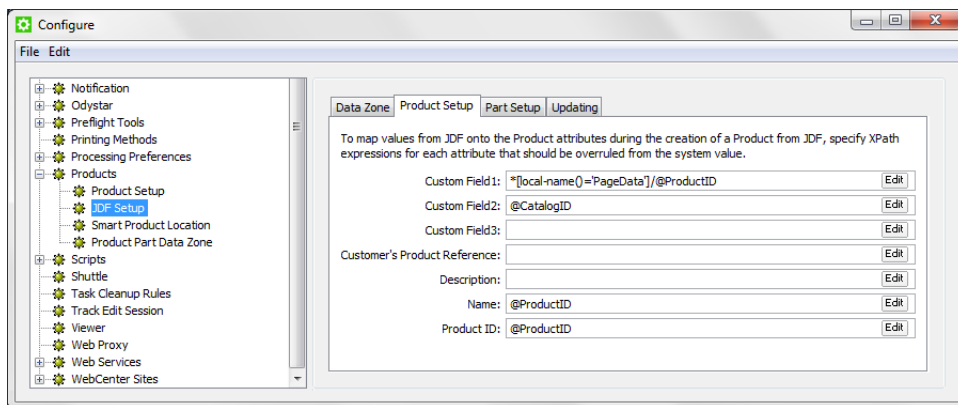 Configure
File Edit
Notification
Odystar
Preflight Tools
Printing Methods
Processing Preferences
Products
Product Setup
JDF Setup
Smart Product Location
Product Part Data Zone
Scripts
Shuttle
Task Cleanup Rules
Track Edit Session
Viewer
Web Proxy
Web Services
WebCenter Sites
Data Zone Product Setup Part Setup Updating
To map values from JDF onto the Product attributes during the creation of a Product from JDF, specify XPath
expressions for each attribute that should be overruled from the system value.
Custom Field1: *[local-name()='PageData']/@ProductID Edit
Custom Field2: @CatalogID Edit
Custom Field3: Edit
Customer's Product Reference: Edit
Description: Edit
Name: @ProductID Edit
Product ID: @ProductID Edit